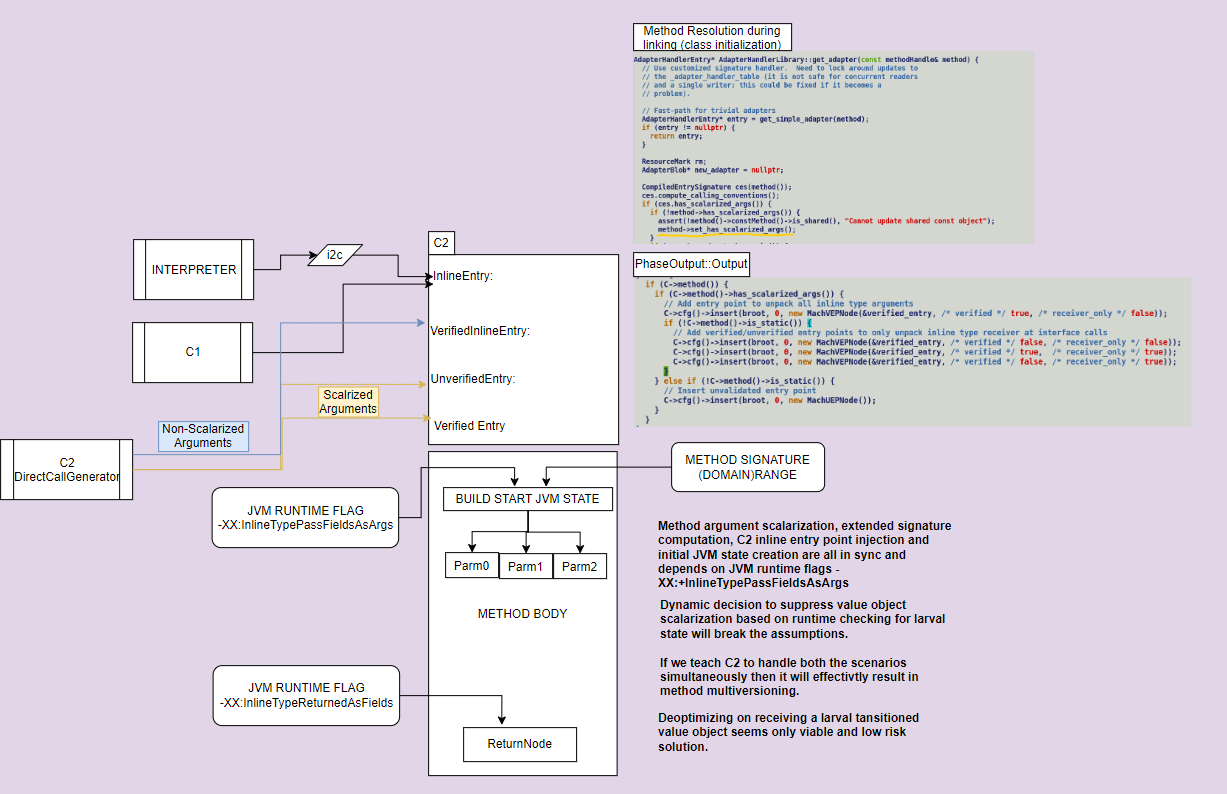 Method Resolution during
linking (class initialization)
AdapterHandlerEntry* AdapterHandlerLibrary::get_adapter(const methodHandle& method) {
// Use customized signature handler.  Need to lock around updates to
// the _adapter_handler_table (it is not safe for concurrent readers
// and a single writer: this could be fixed if it becomes a
// problem).
// Fast-path for trivial adapters
AdapterHandlerEntry* entry = get_simple_adapter(method);
if (entry != nullptr) {
return entry;
}
ResourceMark rm;
AdapterBlob* new_adapter = nullptr;
CompiledEntrySignature ces(method());
ces.compute_calling_conventions();
if (ces.has_scalarized_args()) {
if (!method->has_scalarized_args()) {
assert(!method()->constMethod()->is_shared(), "Cannot update shared const object");
method->set_has_scalarized_args();
}
PhaseOutput::Output
if (C->method()) {
if (C->method()->has_scalarized_args()) {
// Add entry point to unpack all inline type arguments
C->cfg()->insert(broot, 0, new MachVEPNode(&verified_entry, /* verified */ true, /* receiver_only */ false));
if (!C->method()->is_static()) {
// Add verified/unverified entry points to only unpack inline type receiver at interface calls
C->cfg()->insert(broot, 0, new MachVEPNode(&verified_entry, /* verified */ false, /* receiver_only */ false));
C->cfg()->insert(broot, 0, new MachVEPNode(&verified_entry, /* verified */ true,  /* receiver_only */ true));
C->cfg()->insert(broot, 0, new MachVEPNode(&verified_entry, /* verified */ false, /* receiver_only */ true));
}
} else if (!C->method()->is_static()) {
// Insert unvalidated entry point
C->cfg()->insert(broot, 0, new MachUEPNode());
}
}
INTERPRETER
i2c
C1
C2
DirectCallGenerator
Non-Scalarized
Arguments
Scalrized
Arguments
C2
InlineEntry:
VerifiedInlineEntry:
UnverifiedEntry:
Verified Entry
METHOD SIGNATURE
(DOMAIN)RANGE
JVM RUNTIME FLAG
-XX:InlineTypePassFieldsAsArgs
BUILD START JVM STATE
Parm0
Parm1
Parm2
METHOD BODY
JVM RUNTIME FLAG
-XX:InlineTypeReturnedAsFields
ReturnNode
Method argument scalarization, extended signature
computation, C2 inline entry point injection and
initial JVM state creation are all in sync and
depends on JVM runtime flags -
XX:+InlineTypePassFieldsAsArgs
Dynamic decision to suppress value object
scalarization based on runtime checking for larval
state will break the assumptions.
If we teach C2 to handle both the scenarios
simultaneously then it will effectivtly result in
method multiversioning.
Deoptimizing on receiving a larval tansitioned
value object seems only viable and low risk
solution.